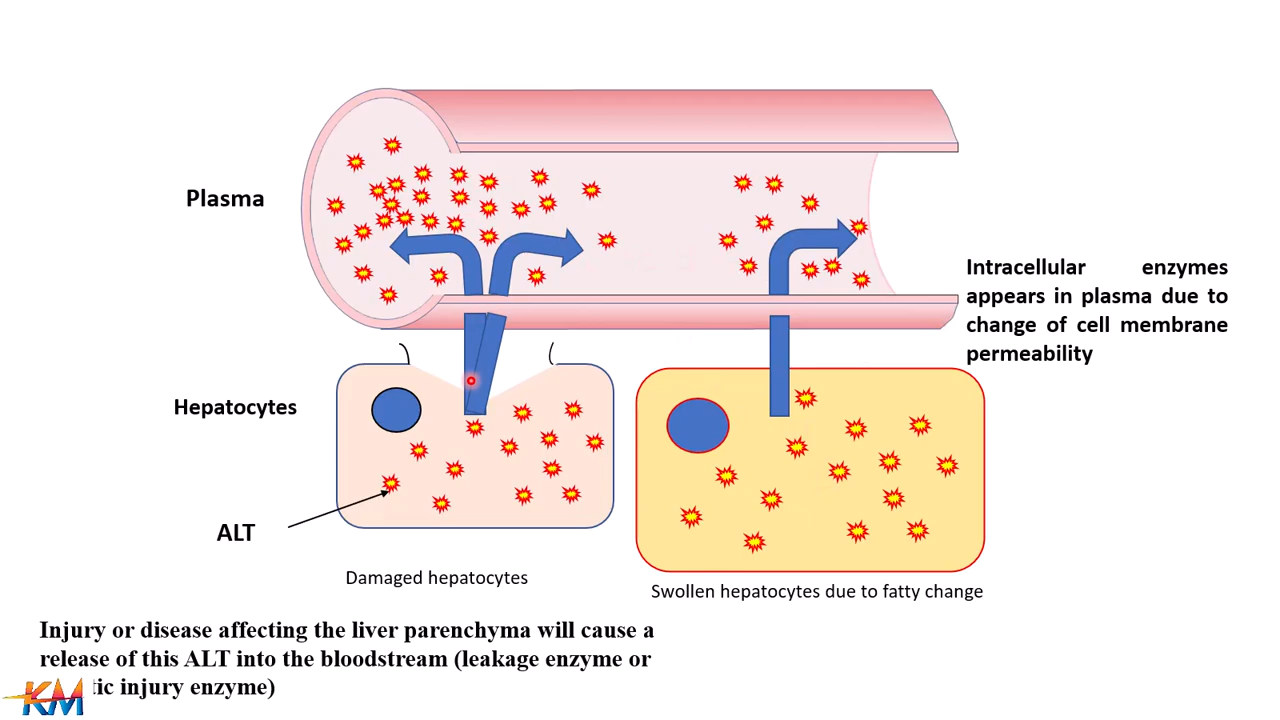 Plasma
Intracellular enzymes
appears in plasma due to
change of cell membrane
permeability
Hepatocytes
ALT
Damaged hepatocytes
Swollen hepatocytes due to fatty change
Injury or disease affecting the liver parenchyma will cause a
release of this ALT into the bloodstream (leakage enzyme or
injury enzyme)
KM